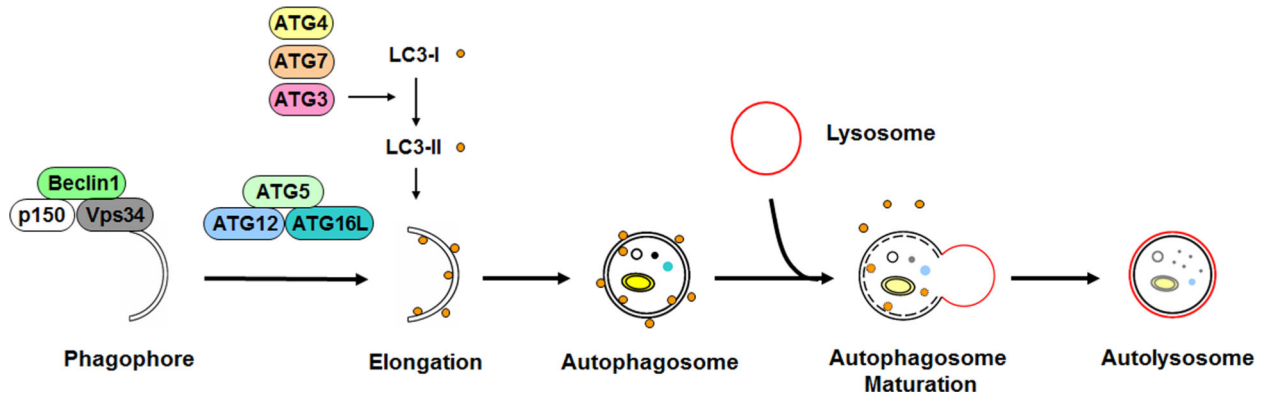 ATG4
ATG7
ATG3
LC3-I
LC3-II
Lysosome
Beclin1
p150
Vps34
ATG5
ATG12
ATG16L
Phagophore
Elongation
Autophagosome
Autophagosome
Maturation
Autolysosome